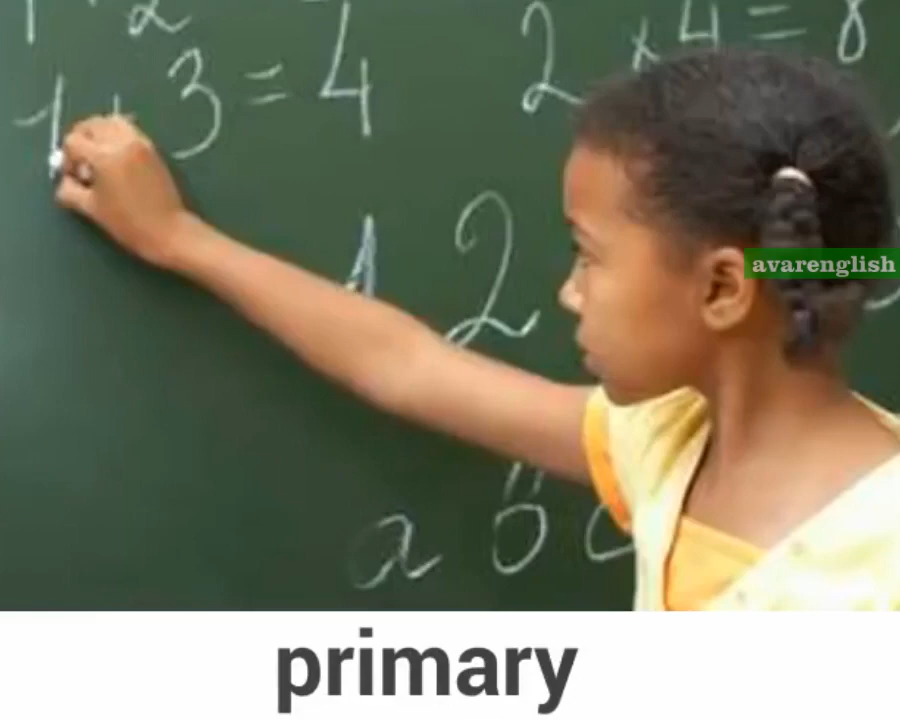 1 + 3 = 4
2 x 4 = 8
1 2
avarenglish
a
primary